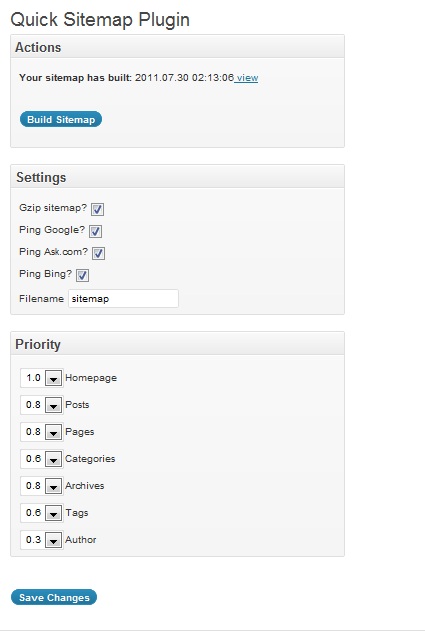 Quick Sitemap Plugin
Actions
Your sitemap has built: 2011.07.30 02:13:06 view
Build Sitemap
Settings
Gzip sitemap?
Ping Google?
Ping Ask.com?
Ping Bing?
Filename sitemap
Priority
1.0 Homepage
0.8 Posts
0.8 Pages
0.6 Categories
0.8 Archives
0.6 Tags
0.3 Author
Save Changes